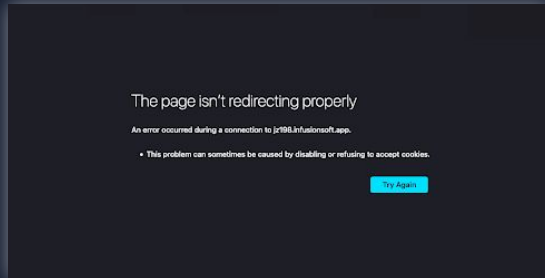 The page isn't redirecting properly
An error occurred during a connection to jz198.infusionsoft.app.
• This problem can sometimes be caused by disabling or refusing to accept cookies.
Try Again